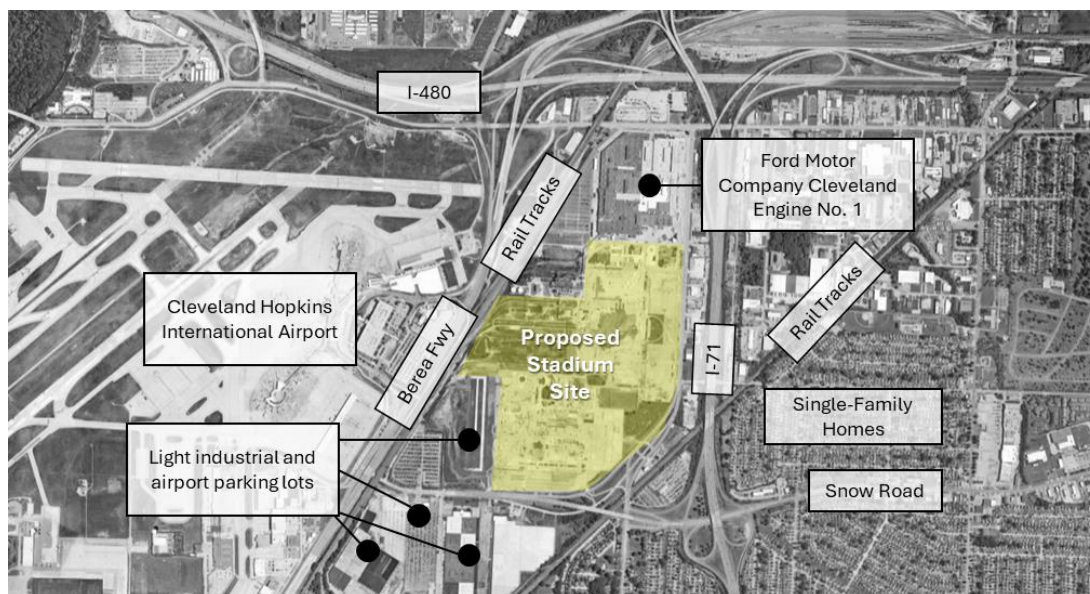 I-480
Ford Motor
Company Cleveland
Engine No. 1
Rail Tracks
Cleveland Hopkins
International Airport
Proposed
Stadium
Site
Rail Tracks
Berea Fwy
I-71
Single-Family
Homes
Light industrial and
airport parking lots
Snow Road